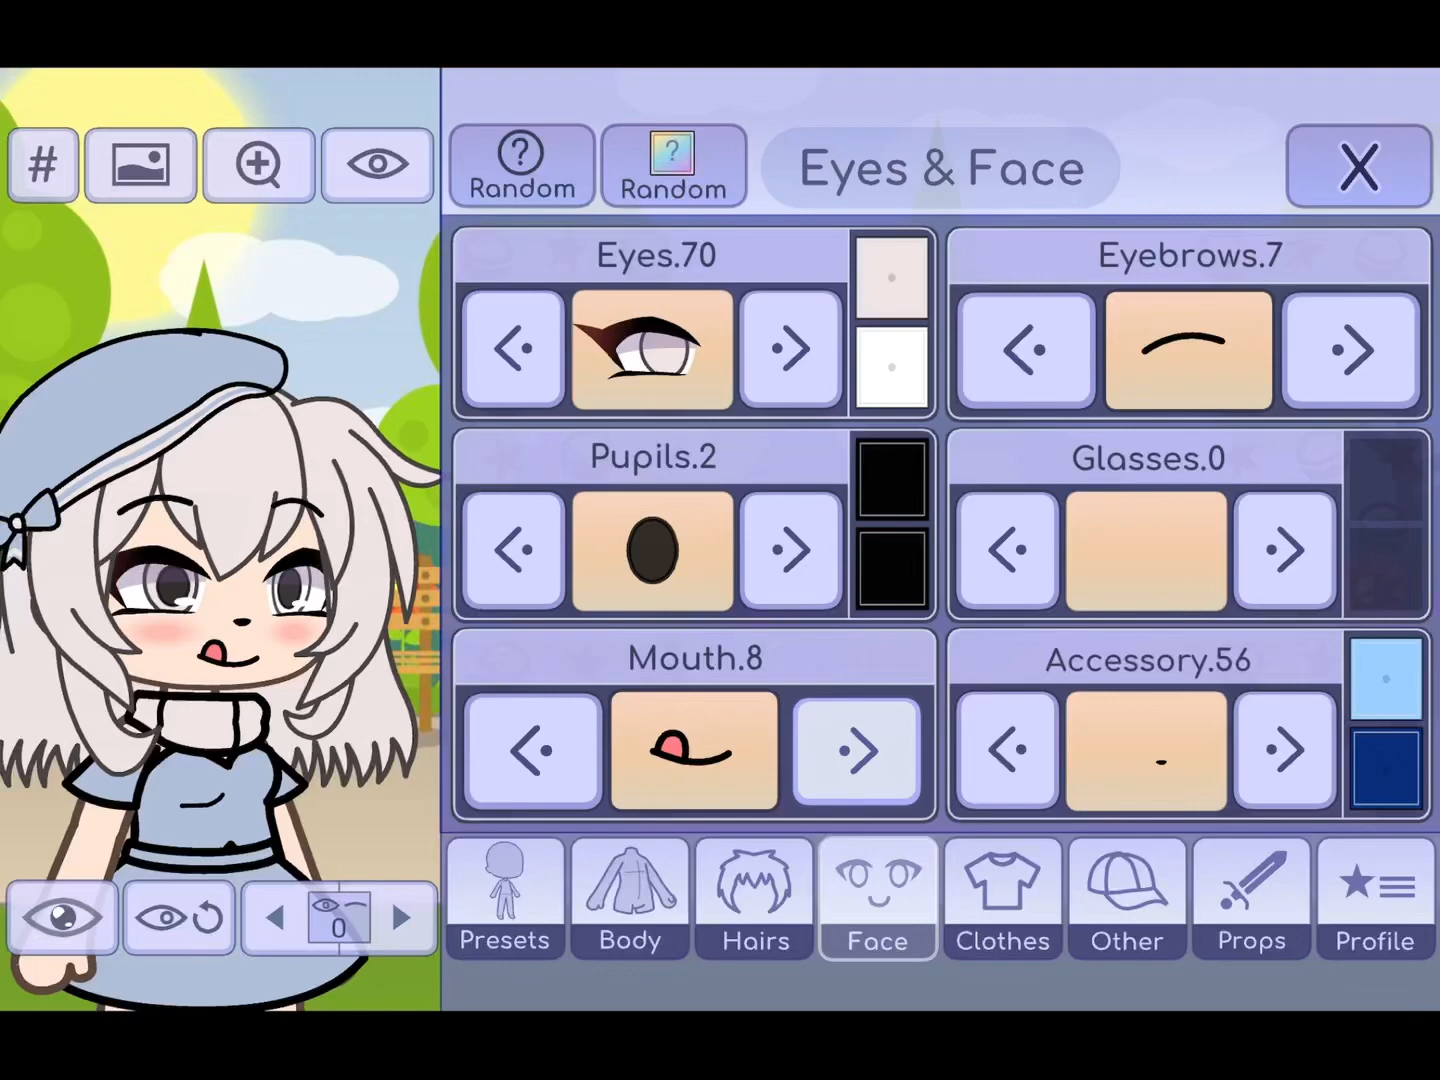 #
Random
Random
Eyes & Face
X
Eyes.70
Eyebrows.7
Pupils.2
Glasses.0
Mouth.8
Accessory.56
0
Presets
Body
Hairs
Face
Clothes
Other
Props
Profile